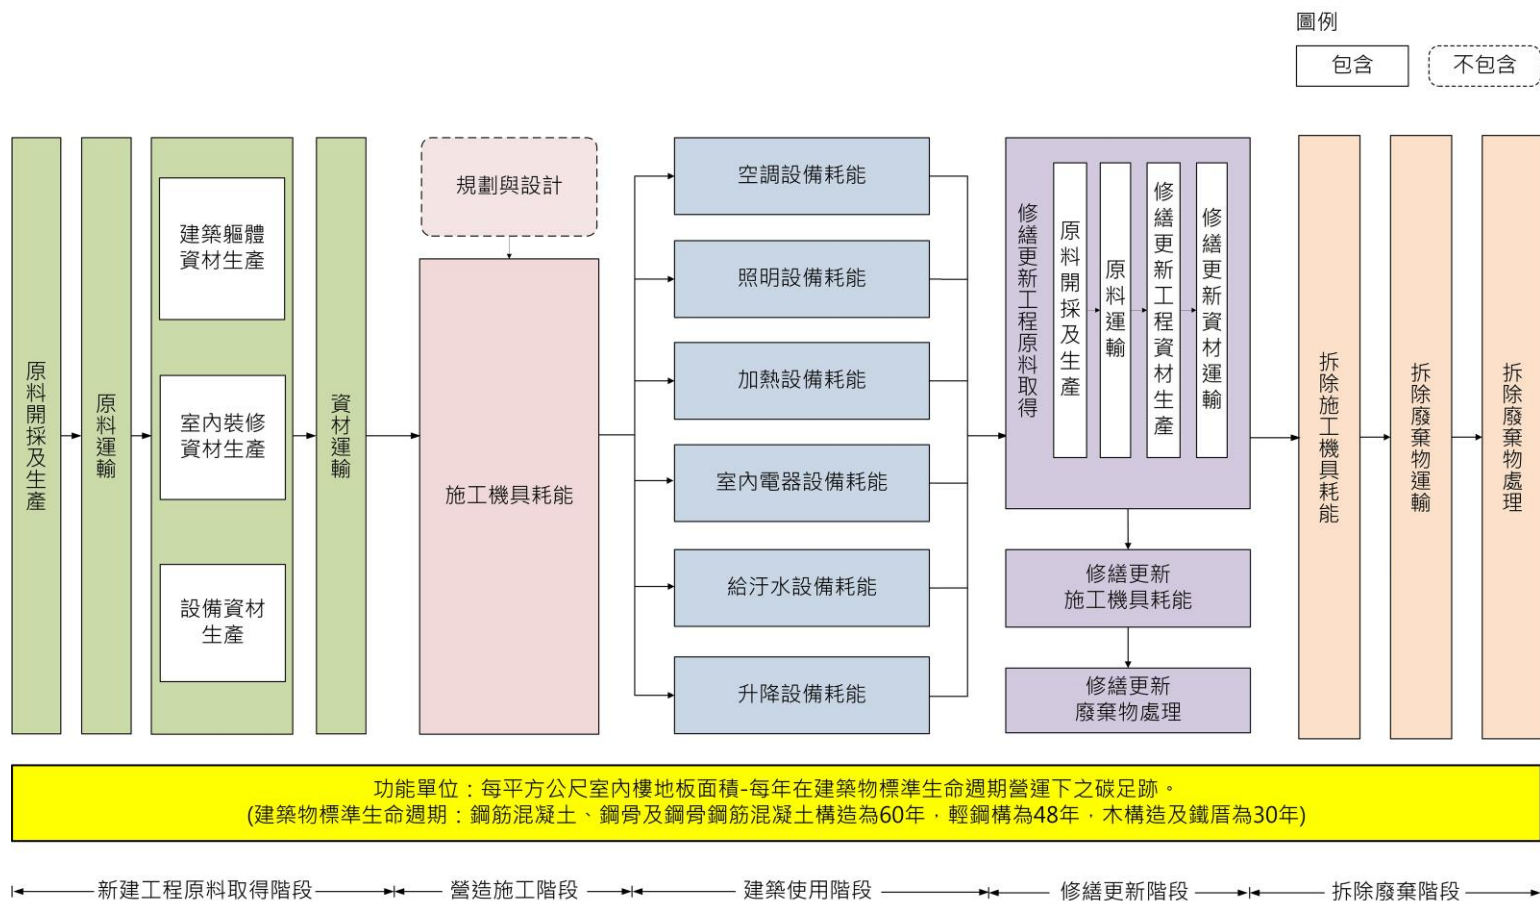 圖例
包含
不包含
原料開採及生產
原料運輸
建築軀體
資材生產
室內裝修
資材生產
設備資材
生產
資材運輸
規劃與設計
施工機具耗能
空調設備耗能
照明設備耗能
加熱設備耗能
室內電器設備耗能
給汙水設備耗能
升降設備耗能
修繕更新工程原料取得
原料開採及生產
原料運輸
修繕更新工程資材生產
修繕更新資材運輸
修繕更新
施工機具耗能
修繕更新
廢棄物處理
拆除施工機具耗能
拆除廢棄物運輸
拆除廢棄物處理
功能單位：每平方公尺室內樓地板面積-每年在建築物標準生命週期營運下之碳足跡。
(建築物標準生命週期：鋼筋混凝土、鋼骨及鋼骨鋼筋混凝土構造為60年，輕鋼構為48年，木構造及鐵厝為30年)
新建工程原料取得階段
營造施工階段
建築使用階段
修繕更新階段
拆除廢棄階段